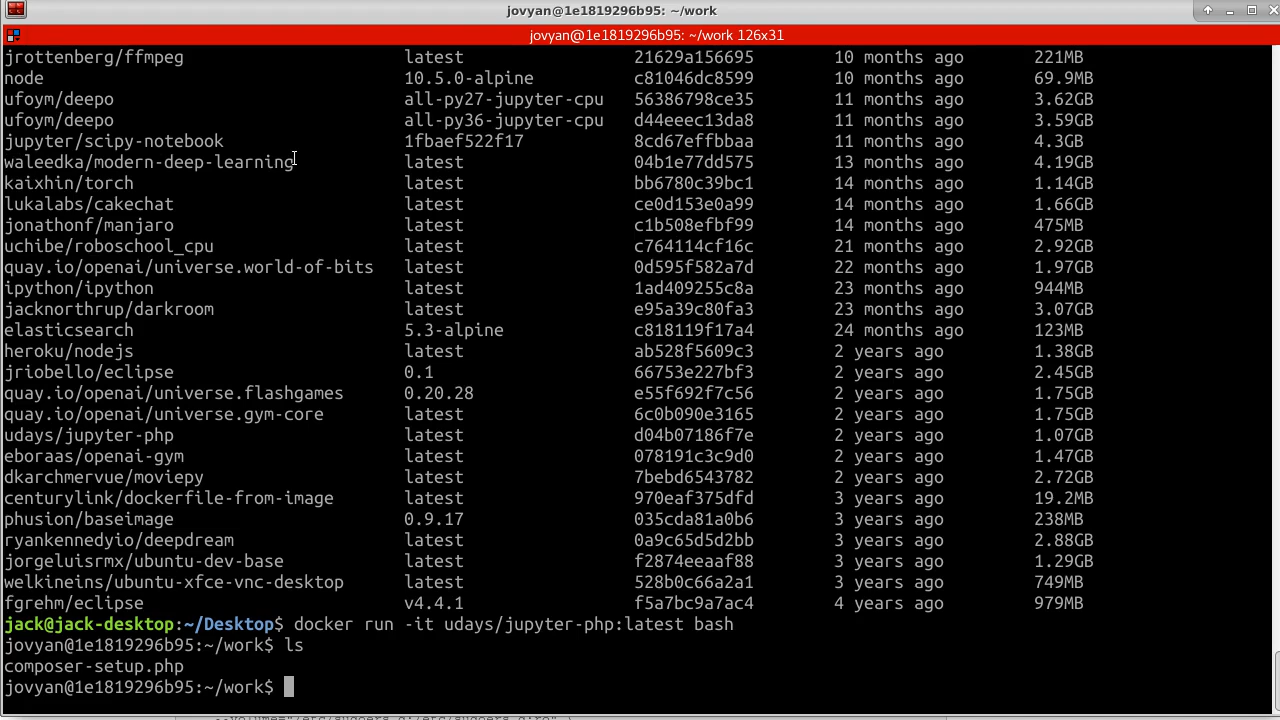 jovyan@1e1819296b95: ~/work
jovyan@1e1819296b95: ~/work 126x31
jrottenberg/ffmpeg latest 21629a156695 10 months ago 221MB
node 10.5.0-alpine c81046dc8599 10 months ago 69.9MB
ufoym/deepo all-py27-jupyter-cpu 56386798ce35 11 months ago 3.62GB
ufoym/deepo all-py36-jupyter-cpu d44eeec13da8 11 months ago 3.59GB
jupyter/scipy-notebook 1fbaef522f17 8cd67effbbaa 11 months ago 4.3GB
waleedka/modern-deep-learning latest 04b1e77dd575 13 months ago 4.19GB
kaixhin/torch latest bb6780c39bc1 14 months ago 1.14GB
lukalabs/cakechat latest ce0d153e0a99 14 months ago 1.66GB
jonathonf/manjaro latest c1b508efbf99 14 months ago 475MB
uchibe/roboschool_cpu latest c764114cf16c 21 months ago 2.92GB
quay.io/openai/universe.world-of-bits latest 0d595f582a7d 22 months ago 1.97GB
ipython/ipython latest 1ad409255c8a 23 months ago 944MB
jacknorthrup/darkroom latest e95a39c80fa3 23 months ago 3.07GB
elasticsearch 5.3-alpine c818119f17a4 24 months ago 123MB
heroku/nodejs latest ab528f5609c3 2 years ago 1.38GB
jriobello/eclipse 0.1 66753e227bf3 2 years ago 2.45GB
quay.io/openai/universe.flashgames 0.20.28 e55f692f7c56 2 years ago 1.75GB
quay.io/openai/universe.gym-core latest 6c0b090e3165 2 years ago 1.75GB
udays/jupyter-php latest d04b07186f7e 2 years ago 1.07GB
eboraas/openai-gym latest 078191c3c9d0 2 years ago 1.47GB
dkarchmervue/moviepy latest 7bebd6543782 2 years ago 2.72GB
centurylink/dockerfile-from-image latest 970eaf375dfd 3 years ago 19.2MB
phusion/baseimage 0.9.17 035cda81a0b6 3 years ago 238MB
ryankennedyio/deepdream latest 0a9c65d5d2bb 3 years ago 2.88GB
jorgeluisrmx/ubuntu-dev-base latest f2874eeaaf88 3 years ago 1.29GB
welkineins/ubuntu-xfce-vnc-desktop latest 528b0c66a2a1 3 years ago 749MB
fgrehm/eclipse v4.4.1 f5a7bc9a7ac4 4 years ago 979MB
jack@jack-desktop:~/Desktop$ docker run -it udays/jupyter-php:latest bash
jovyan@1e1819296b95:~/work$ ls
composer-setup.php
jovyan@1e1819296b95:~/work$